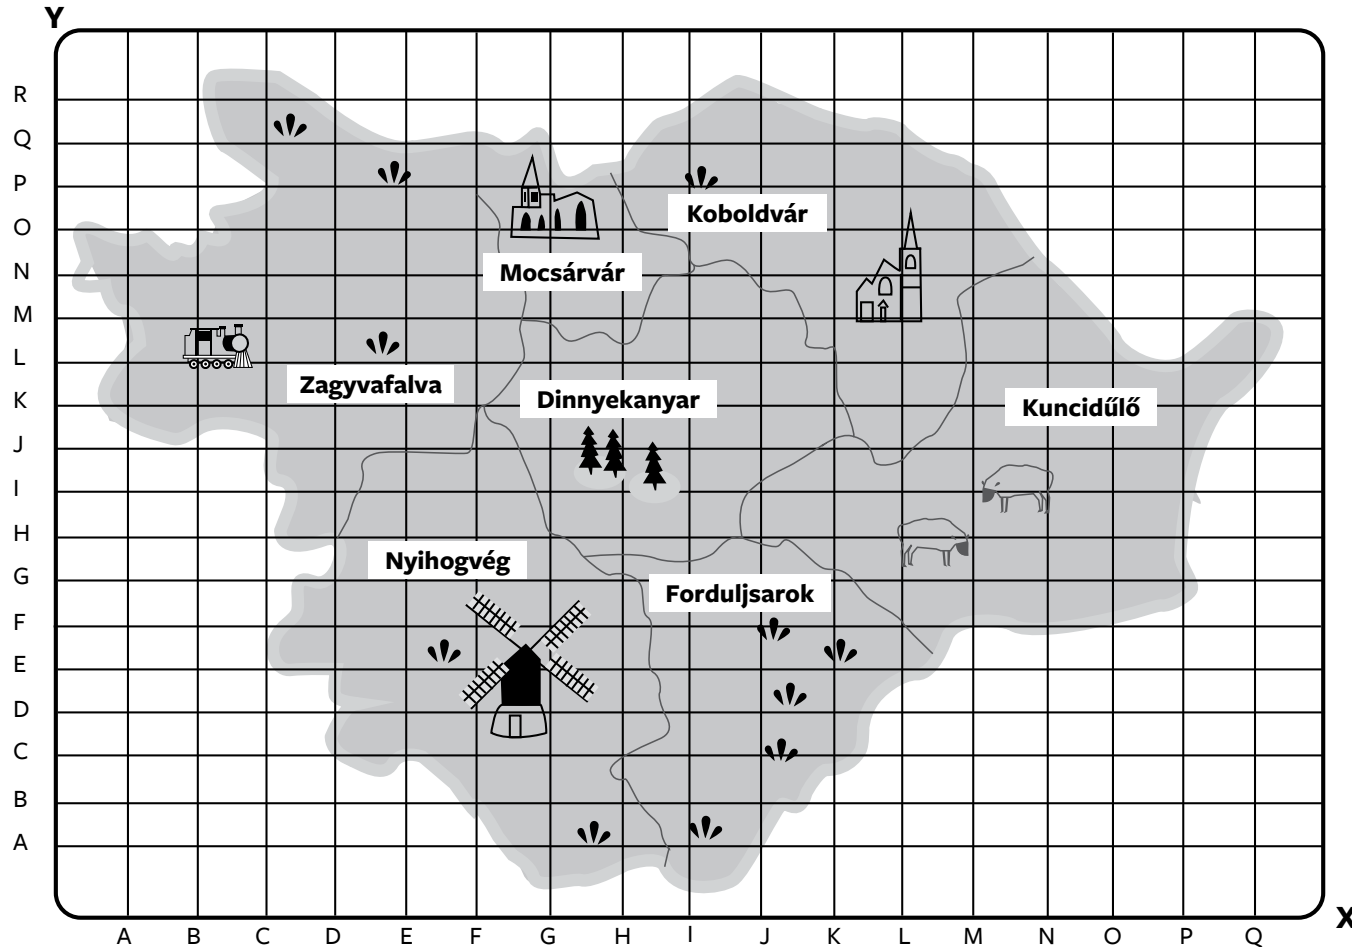 Y
R
Q
P
O
N
M
L
K
J
I
H
G
F
E
D
C
B
A
Koboldvár
Mocsárvár
Zagyvafalva
Dinnyekanyar
Kuncidűlő
Nyihogvég
Forduljsarok
X
A B C D E F G H I J K L M N O P Q